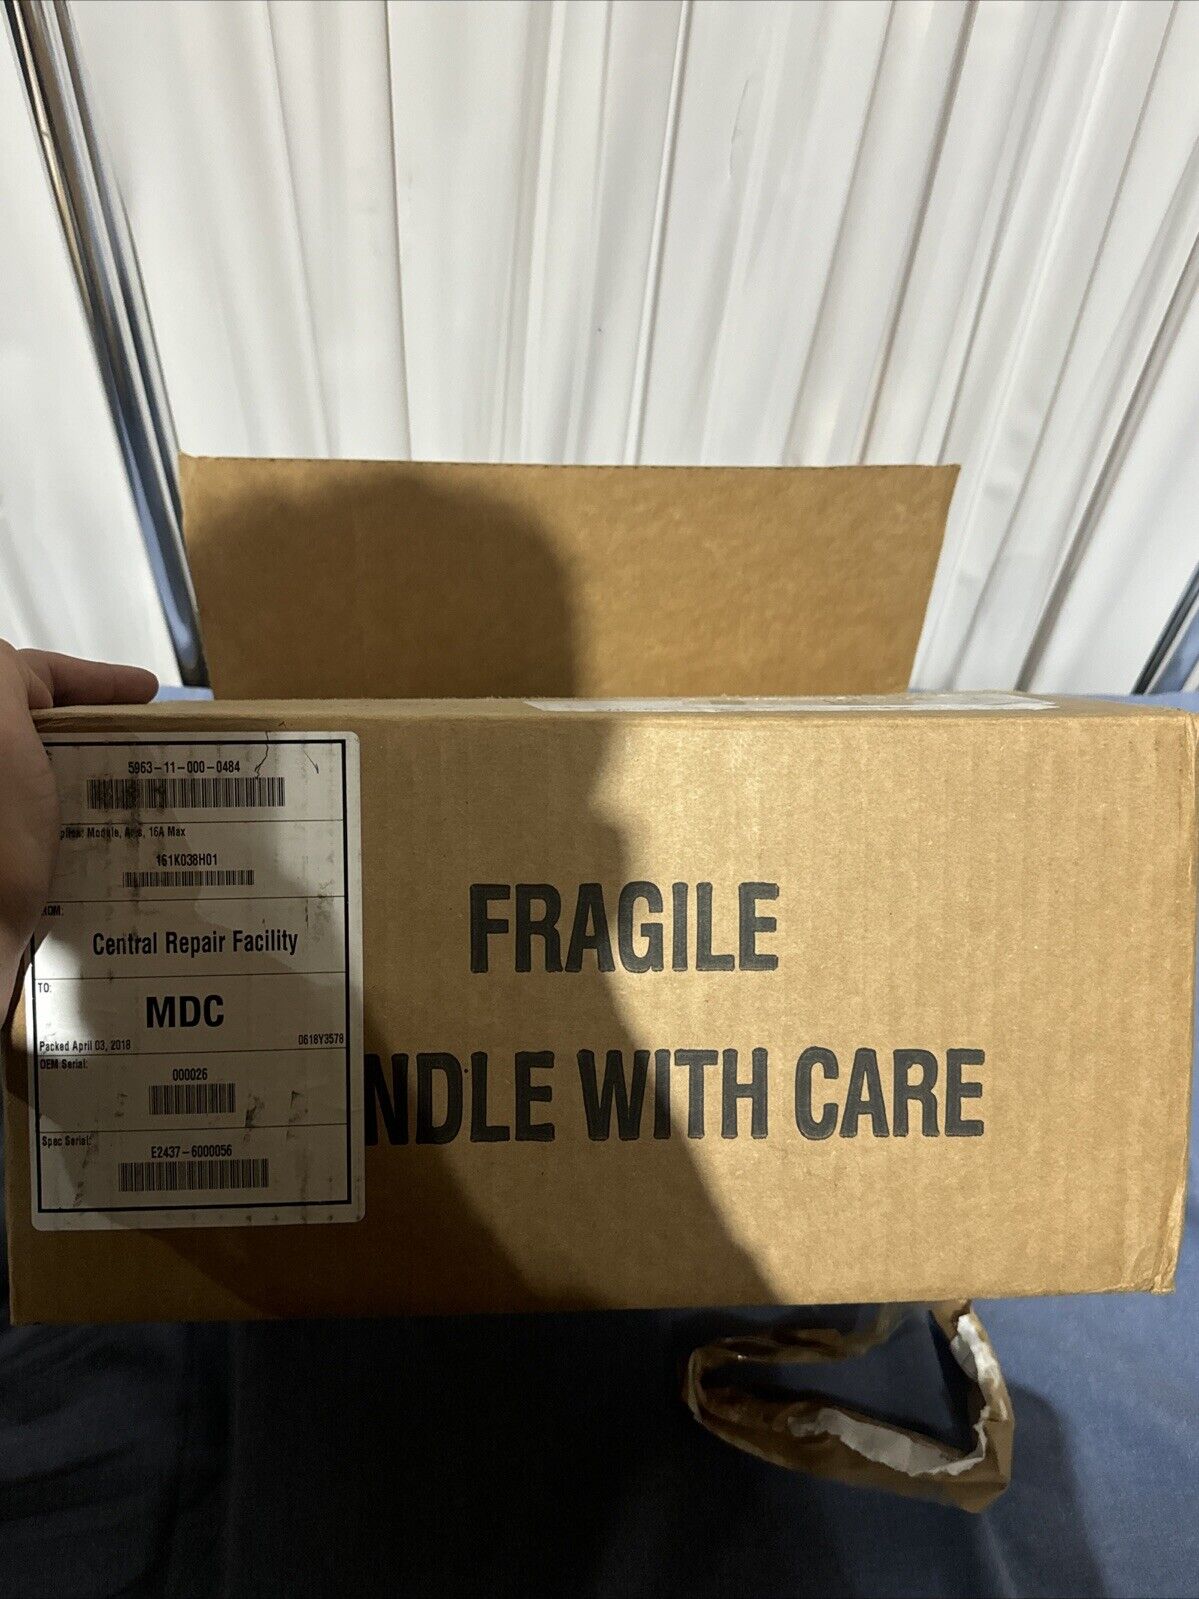 5963-11-000-0484
Module, 16A Max
161K038H01
Central Repair Facility
TO:
MDC
Packed April 03, 2018 0618Y3578
OEM Serial:
000026
Spec Serial:
E2437-6000056
FRAGILE
NDLE WITH CARE